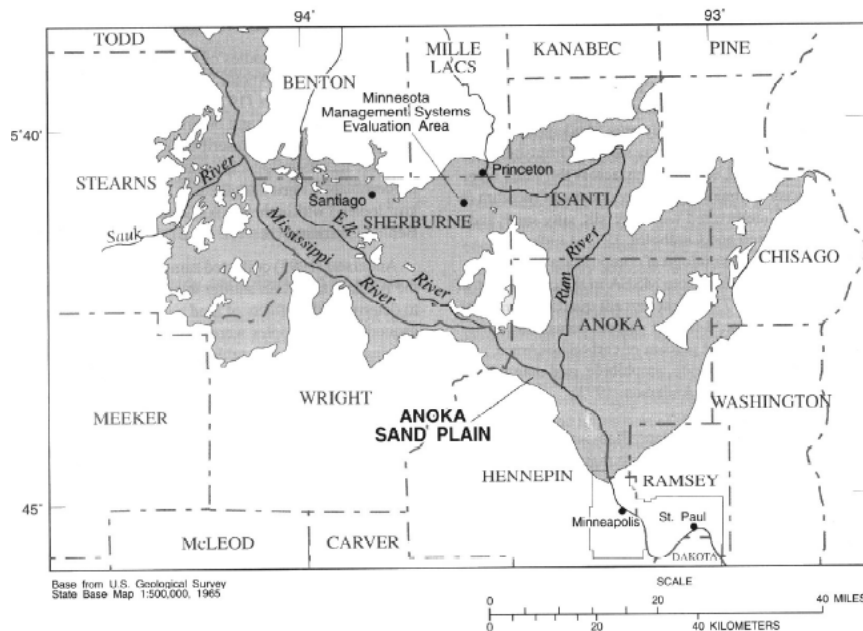 94°
93°
TODD
MILLE
LACS
KANABEC
PINE
BENTON
Minnesota
Management Systems
Evaluation Area
5°40'
Princeton
STEARNS
River
Santiago
ISANTI
SHERBURNE
Sauk
Mississippi
Elk
River
River
River
Rum
CHISAGO
ANOKA
WRIGHT
MEEKER
ANOKA
SAND PLAIN
WASHINGTON
HENNEPIN
RAMSEY
45°
Minneapolis
St. Paul
McLEOD
CARVER
DAKOTA
Base from U.S. Geological Survey
State Base Map 1:500,000, 1965
SCALE
0 20 40 MILES
0 20 40 KILOMETERS